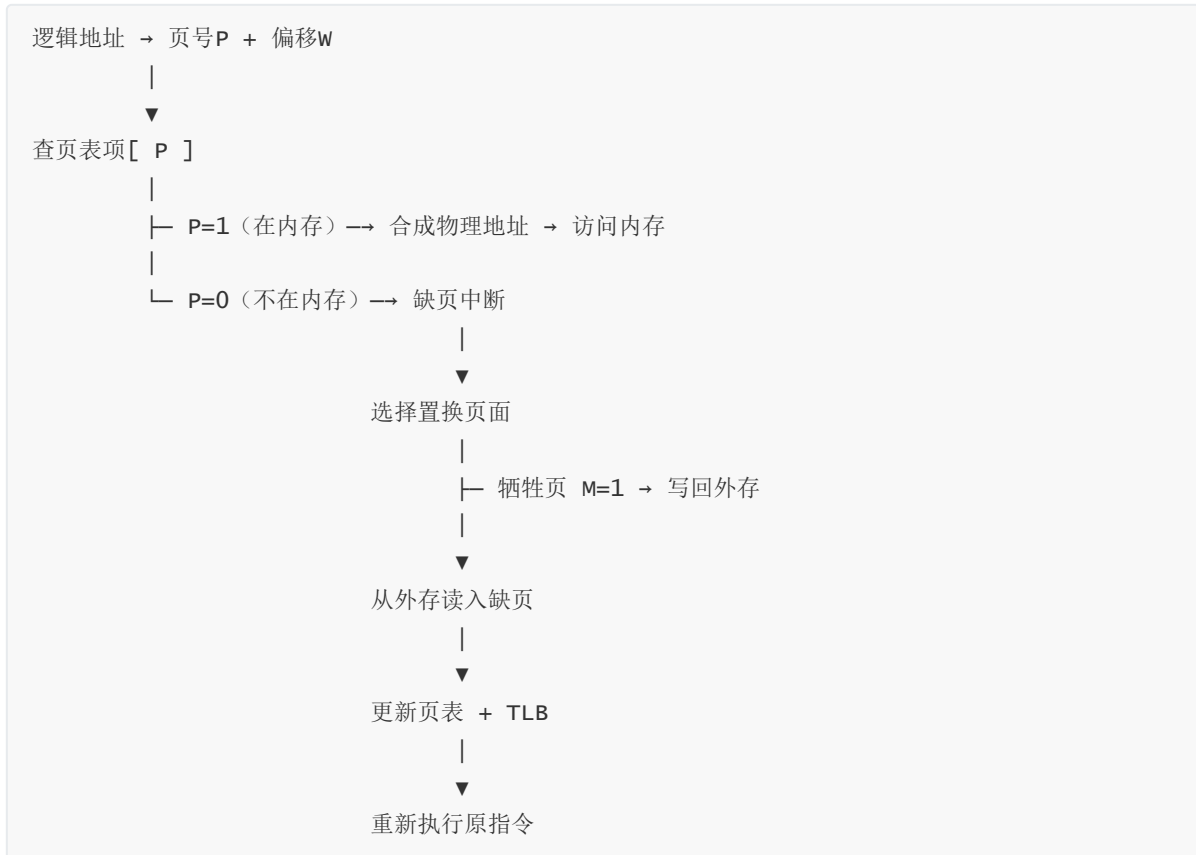 逻辑地址 → 页号P + 偏移W
│
▼
查页表项[ P ]
│
├─ P=1（在内存）─→ 合成物理地址 → 访问内存
│
└─ P=0（不在内存）─→ 缺页中断
│
▼
选择置换页面
│
├─ 牺牲页 M=1 → 写回外存
│
▼
从外存读入缺页
│
▼
更新页表 + TLB
│
▼
重新执行原指令